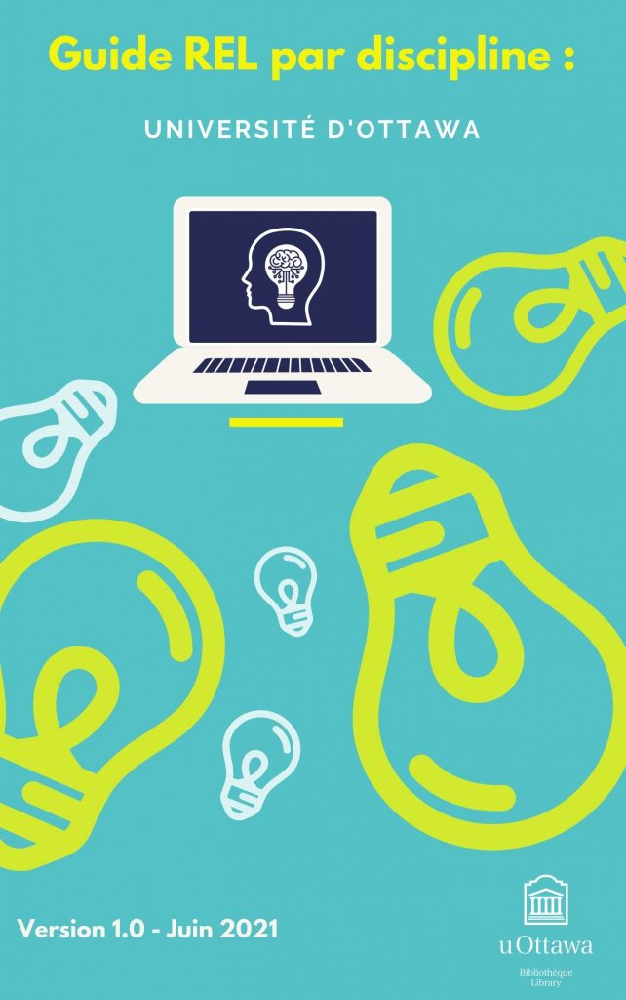 Guide REL par discipline :
UNIVERSITÉ D'OTTAWA
Version 1.0 - Juin 2021
uOttawa
Bibliothèque
Library